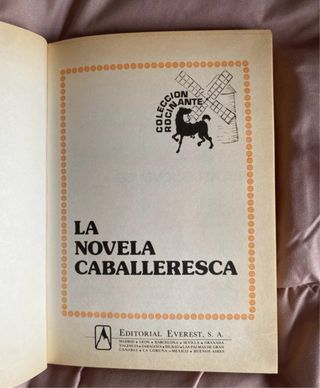 COLECCION
ROCINANTE
LA
NOVELA
CABALLERESCA
EDITORIAL EVEREST, S. A.
MADRID • LEON • BARCELONA • SEVILLA • GRANADA
VALENCIA • ZARAGOZA • BILBAO • LAS PALMAS DE GRAN
CANARIA • LA CORUÑA • MEXICO • BUENOS AIRES